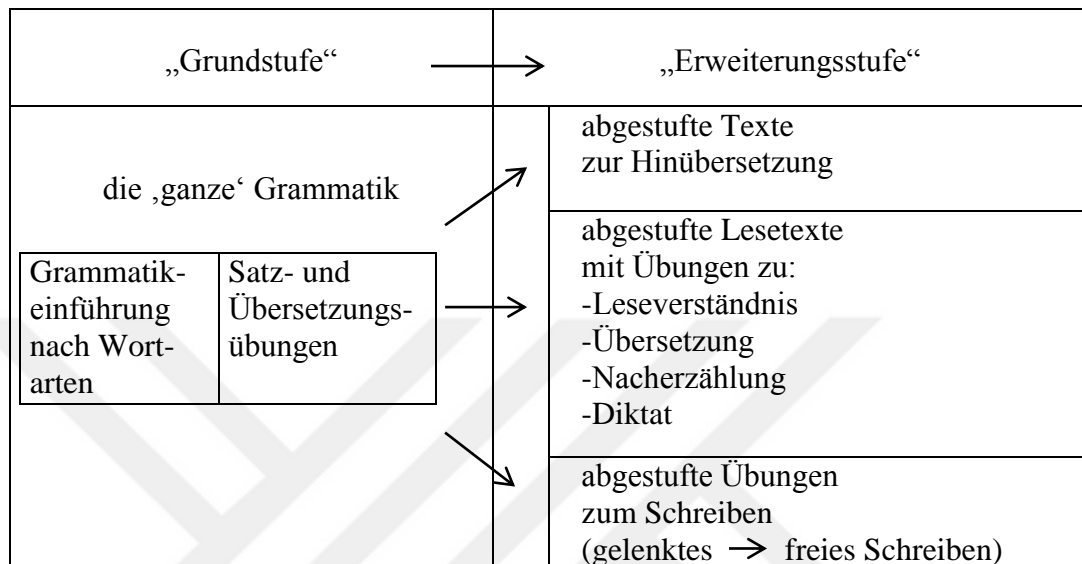 „Grundstufe“
„Erweiterungsstufe“
die ‚ganze‘ Grammatik
Grammatik-
einführung
nach Wort-
arten
Satz- und
Übersetzungs-
übungen
abgestufte Texte
zur Hinübersetzung
abgestufte Lesetexte
mit Übungen zu:
-Leseverständnis
-Übersetzung
-Nacherzählung
-Diktat
abgestufte Übungen
zum Schreiben
(gelenktes → freies Schreiben)